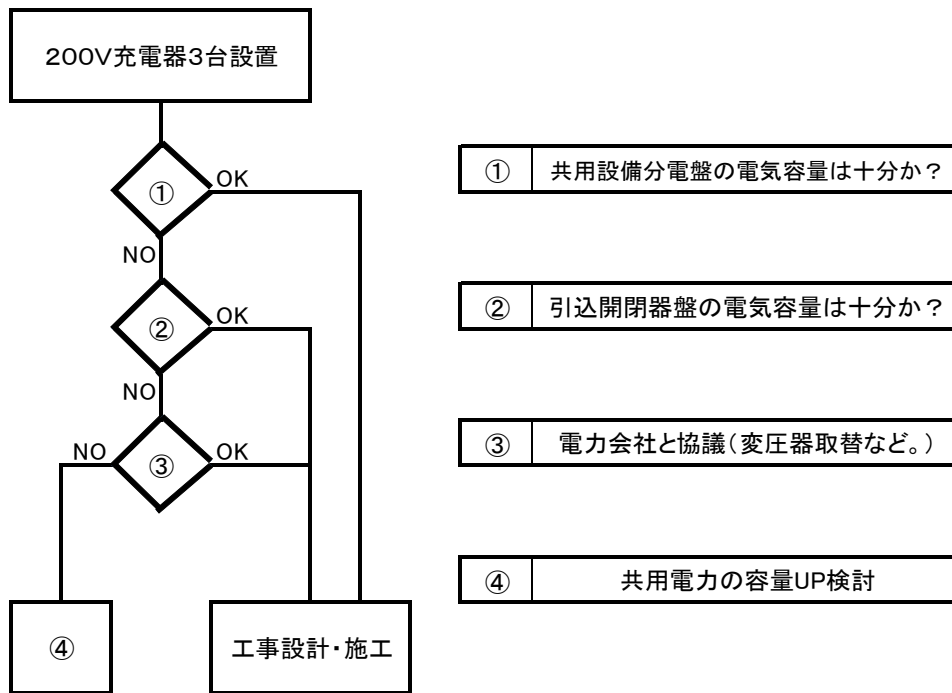 200V充電器3台設置
①
OK
NO
②
OK
NO
③
NO
OK
④
工事設計・施工
① 共用設備分電盤の電気容量は十分か?
② 引込開閉器盤の電気容量は十分か?
③ 電力会社と協議(変圧器取替など。)
④ 共用電力の容量UP検討